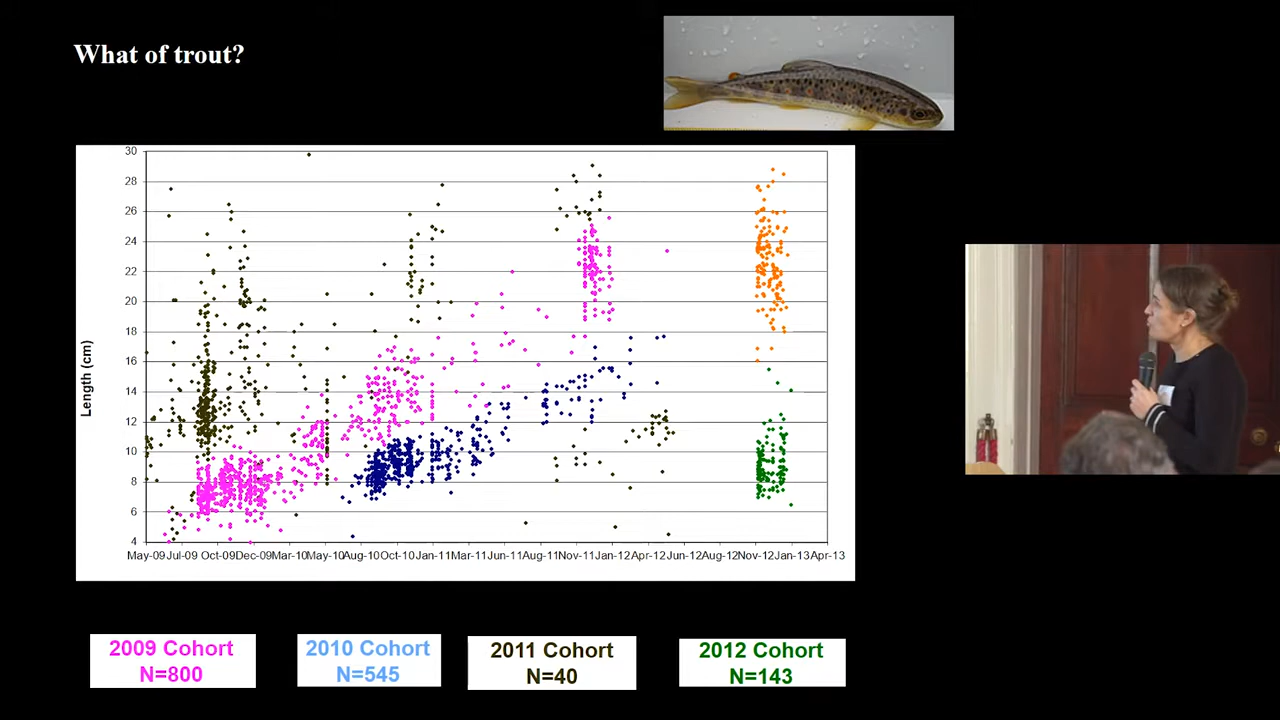 What of trout?
30
28
26
24
22
20
18
16
14
12
10
8
6
4
Length (cm)
May-09 Jul-09 Oct-09 Dec-09 Mar-10 May-10 Aug-10 Oct-10 Jan-11 Mar-11 Jun-11 Aug-11 Nov-11 Jan-12 Apr-12 Jun-12 Aug-12 Nov-12 Jan-13 Apr-13
2009 Cohort
N=800
2010 Cohort
N=545
2011 Cohort
N=40
2012 Cohort
N=143